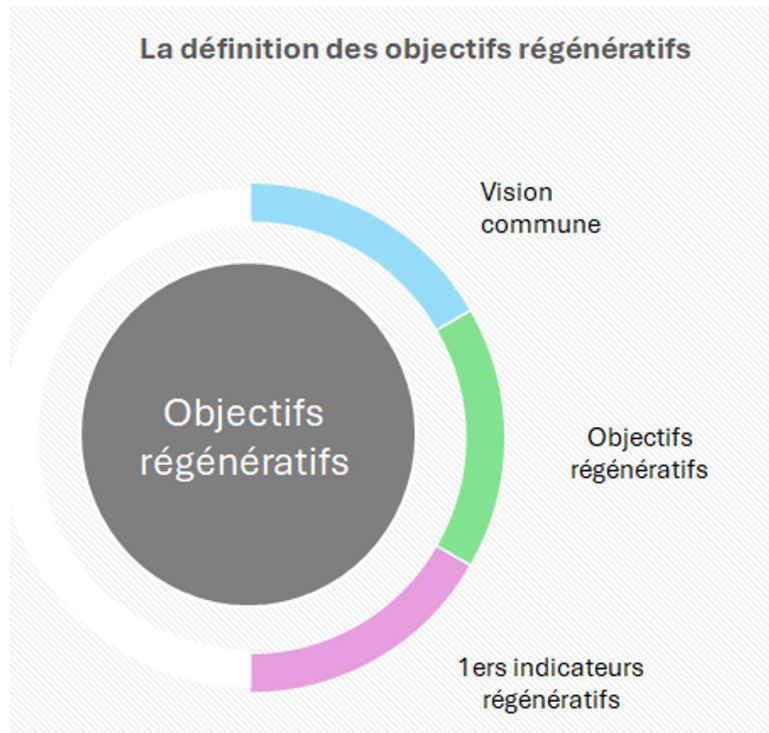 La définition des objectifs régénératifs
Vision
commune
Objectifs
régénératifs
Objectifs
régénératifs
1ers indicateurs
régénératifs